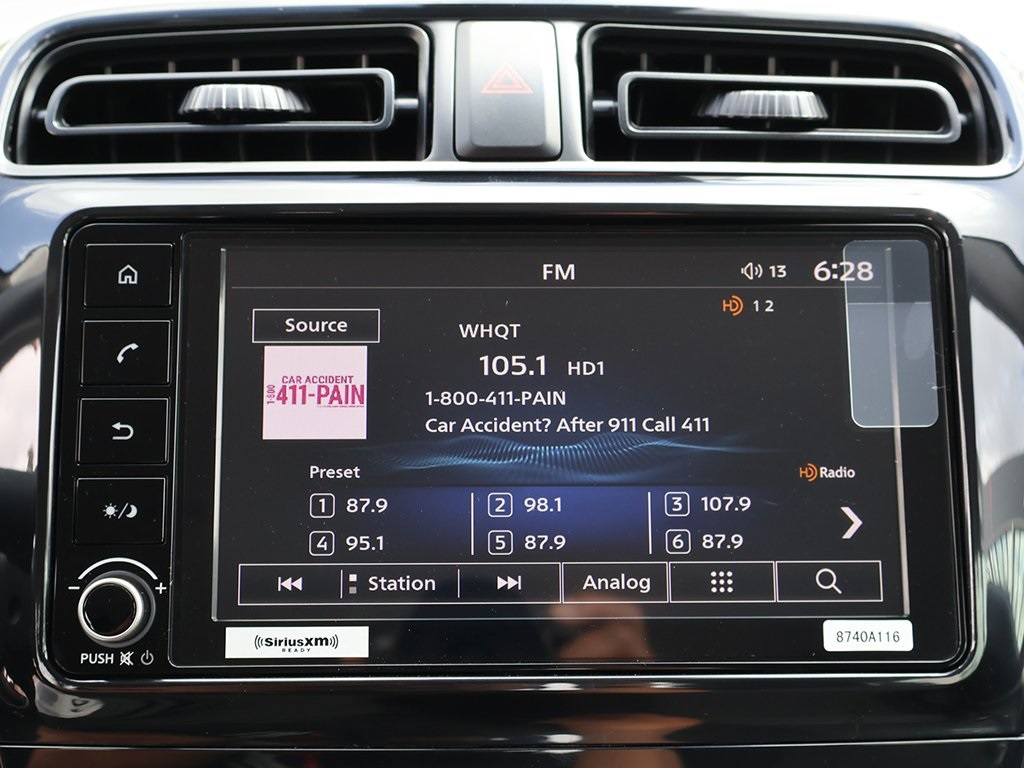 FM
13
6:28
HD 1 2
Source
WHQT
105.1 HD1
CAR ACCIDENT
1-800
411-PAIN
1-800-411-PAIN
Car Accident? After 911 Call 411
Preset
HD Radio
1 87.9
2 98.1
3 107.9
4 95.1
5 87.9
6 87.9
Station
Analog
SiriusXM
READY
8740A116
PUSH